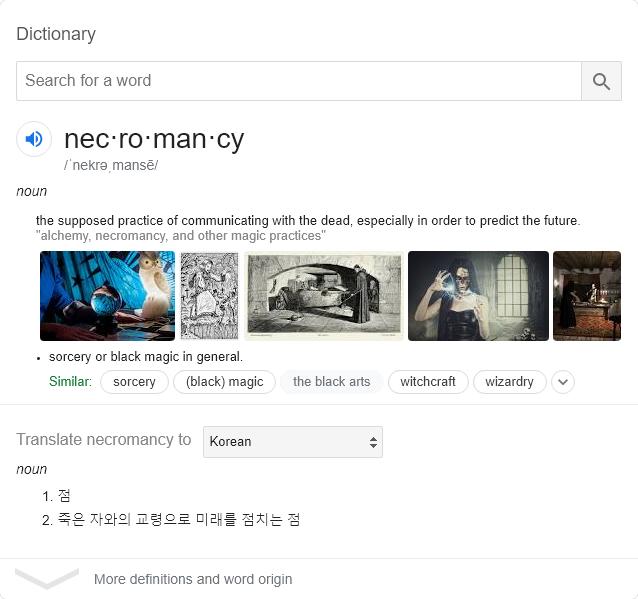 Dictionary
Search for a word
nec·ro·man·cy
/ˈnekrəˌmansē/
noun
the supposed practice of communicating with the dead, especially in order to predict the future.
"alchemy, necromancy, and other magic practices"
• sorcery or black magic in general.
Similar: sorcery (black) magic the black arts witchcraft wizardry
Translate necromancy to Korean
noun
1. 점
2. 죽은 자와의 교령으로 미래를 점치는 점
More definitions and word origin